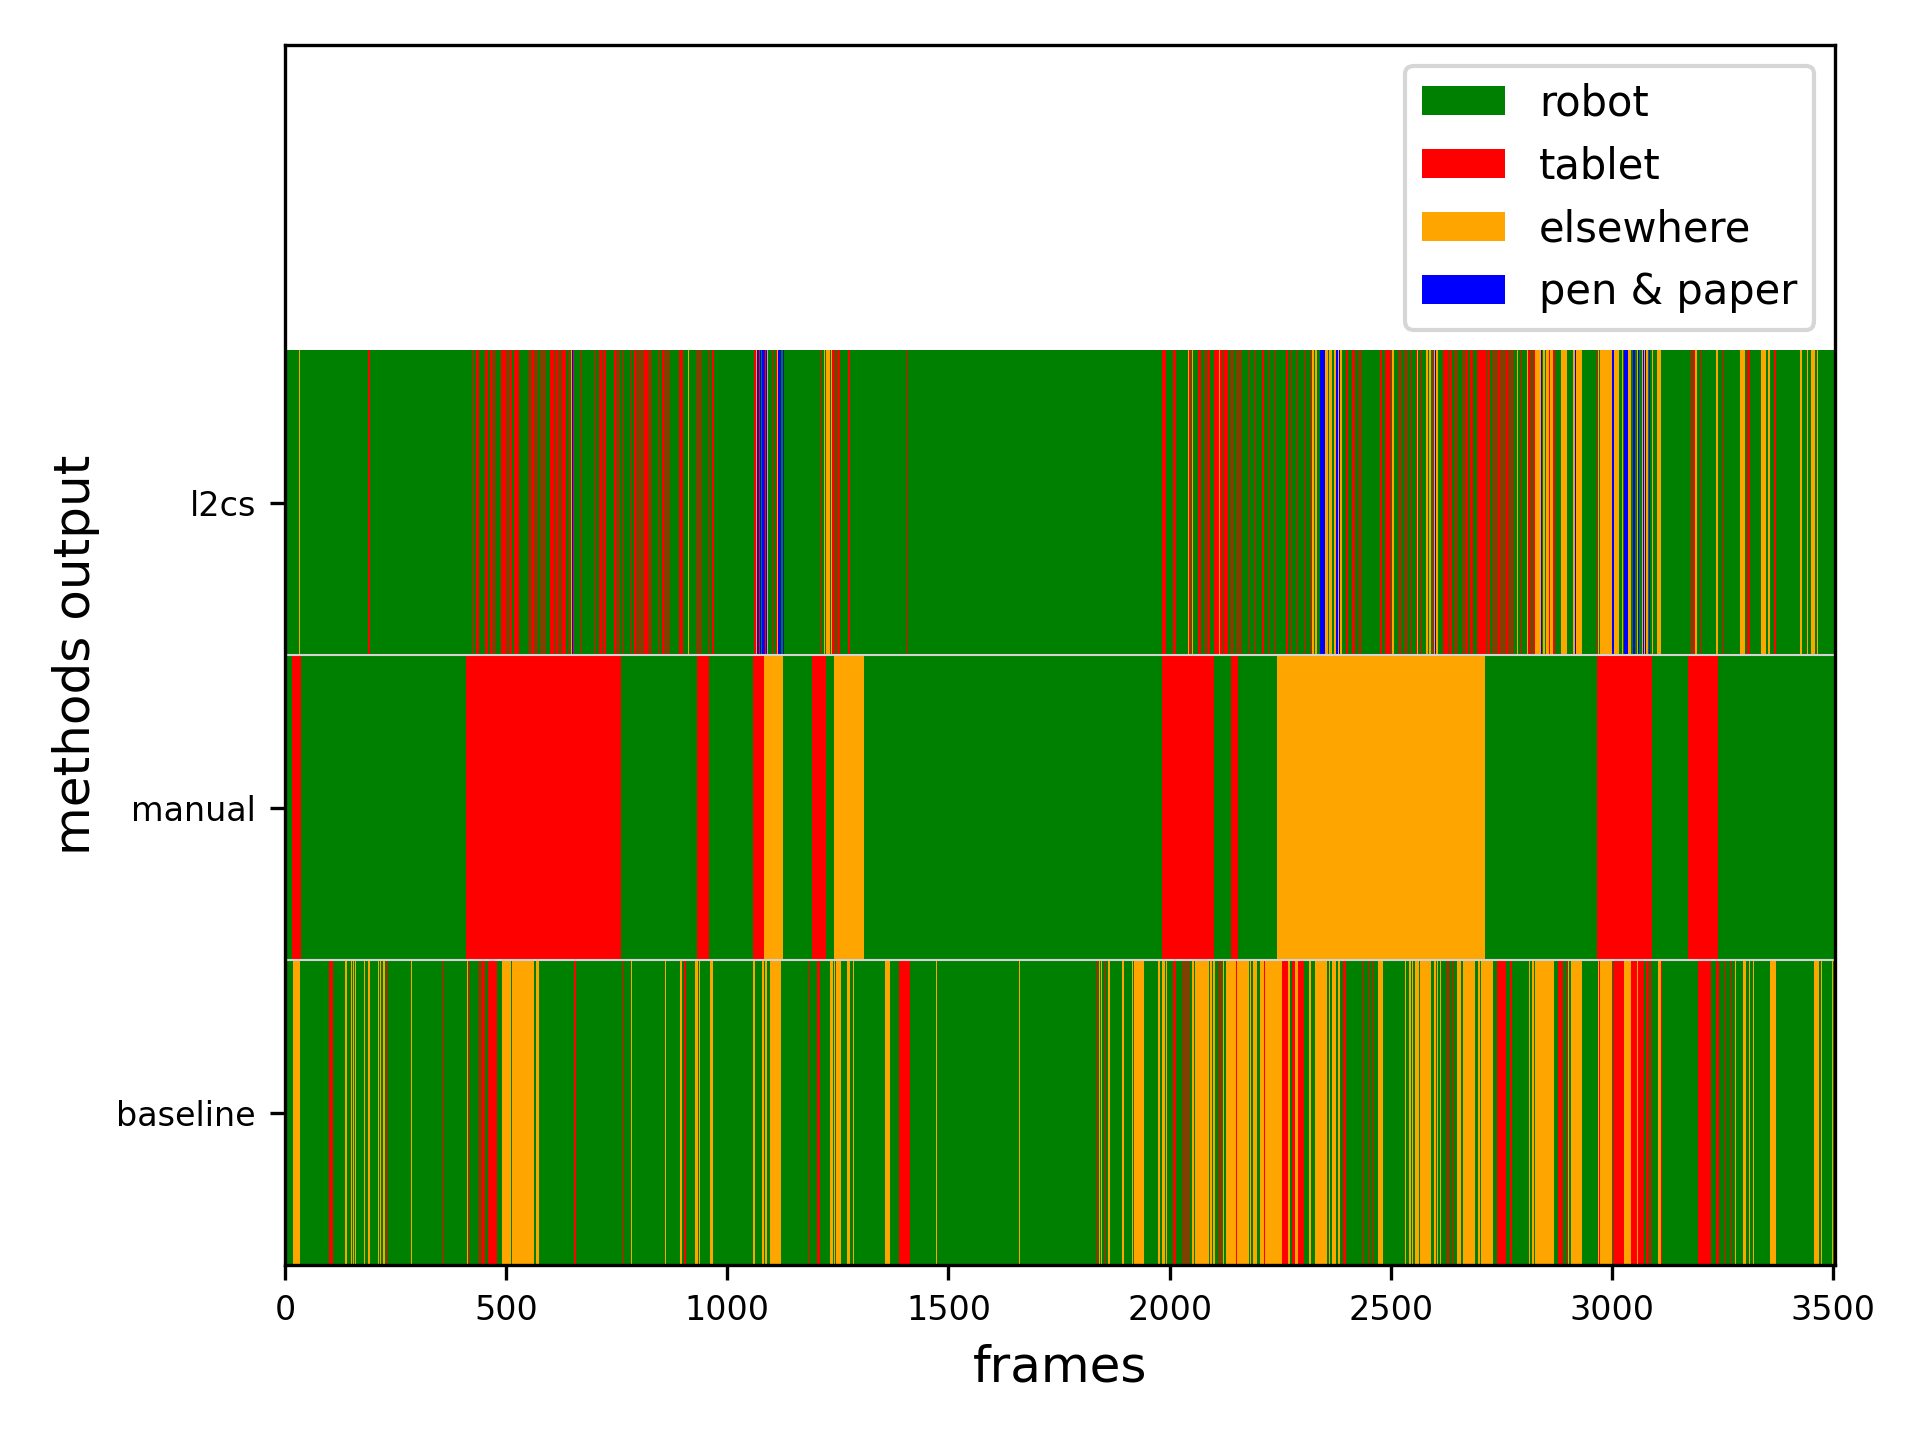 robot
tablet
elsewhere
pen & paper
methods output
l2cs
manual
baseline
0 500 1000 1500 2000 2500 3000 3500
frames